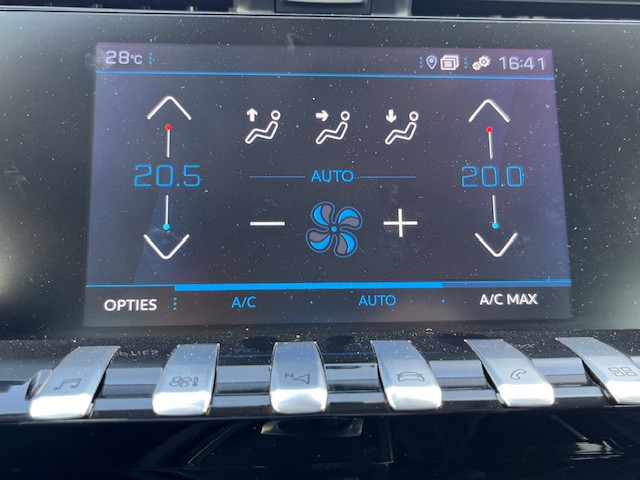 28°C 16:41
20.5 AUTO 20.0
OPTIES A/C AUTO A/C MAX
N